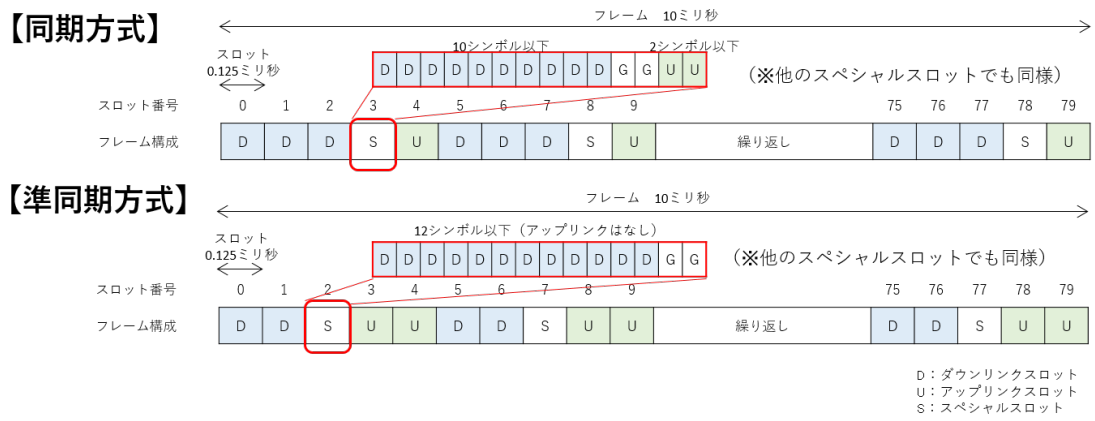 【同期方式】
フレーム　10ミリ秒
スロット
0.125ミリ秒
10シンボル以下
2シンボル以下
D D D D D D D D D D G G U U
（※他のスペシャルスロットでも同様）
スロット番号 0 1 2 3 4 5 6 7 8 9 75 76 77 78 79
フレーム構成 D D D S U D D D S U 繰り返し D D D S U
【準同期方式】
フレーム　10ミリ秒
スロット
0.125ミリ秒
12シンボル以下（アップリンクはなし）
D D D D D D D D D D D D G G
（※他のスペシャルスロットでも同様）
スロット番号 0 1 2 3 4 5 6 7 8 9 75 76 77 78 79
フレーム構成 D D S U U D D S U U 繰り返し D D S U U
D：ダウンリンクスロット
U：アップリンクスロット
S：スペシャルスロット